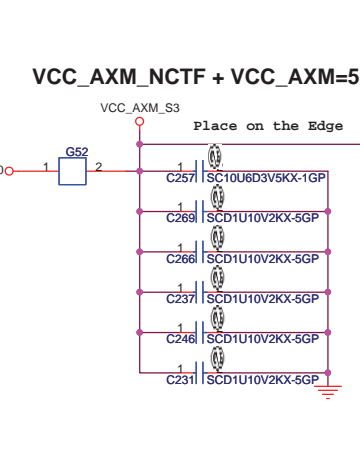 VCC_AXM_NCTF + VCC_AXM=5
VCC_AXM_S3
Place on the Edge
G52
1 2
1
C257 SC10U6D3V5KX-1GP
1
C269 SCD1U10V2KX-5GP
1
C266 SCD1U10V2KX-5GP
1
C237 SCD1U10V2KX-5GP
1
C246 SCD1U10V2KX-5GP
1
C231 SCD1U10V2KX-5GP